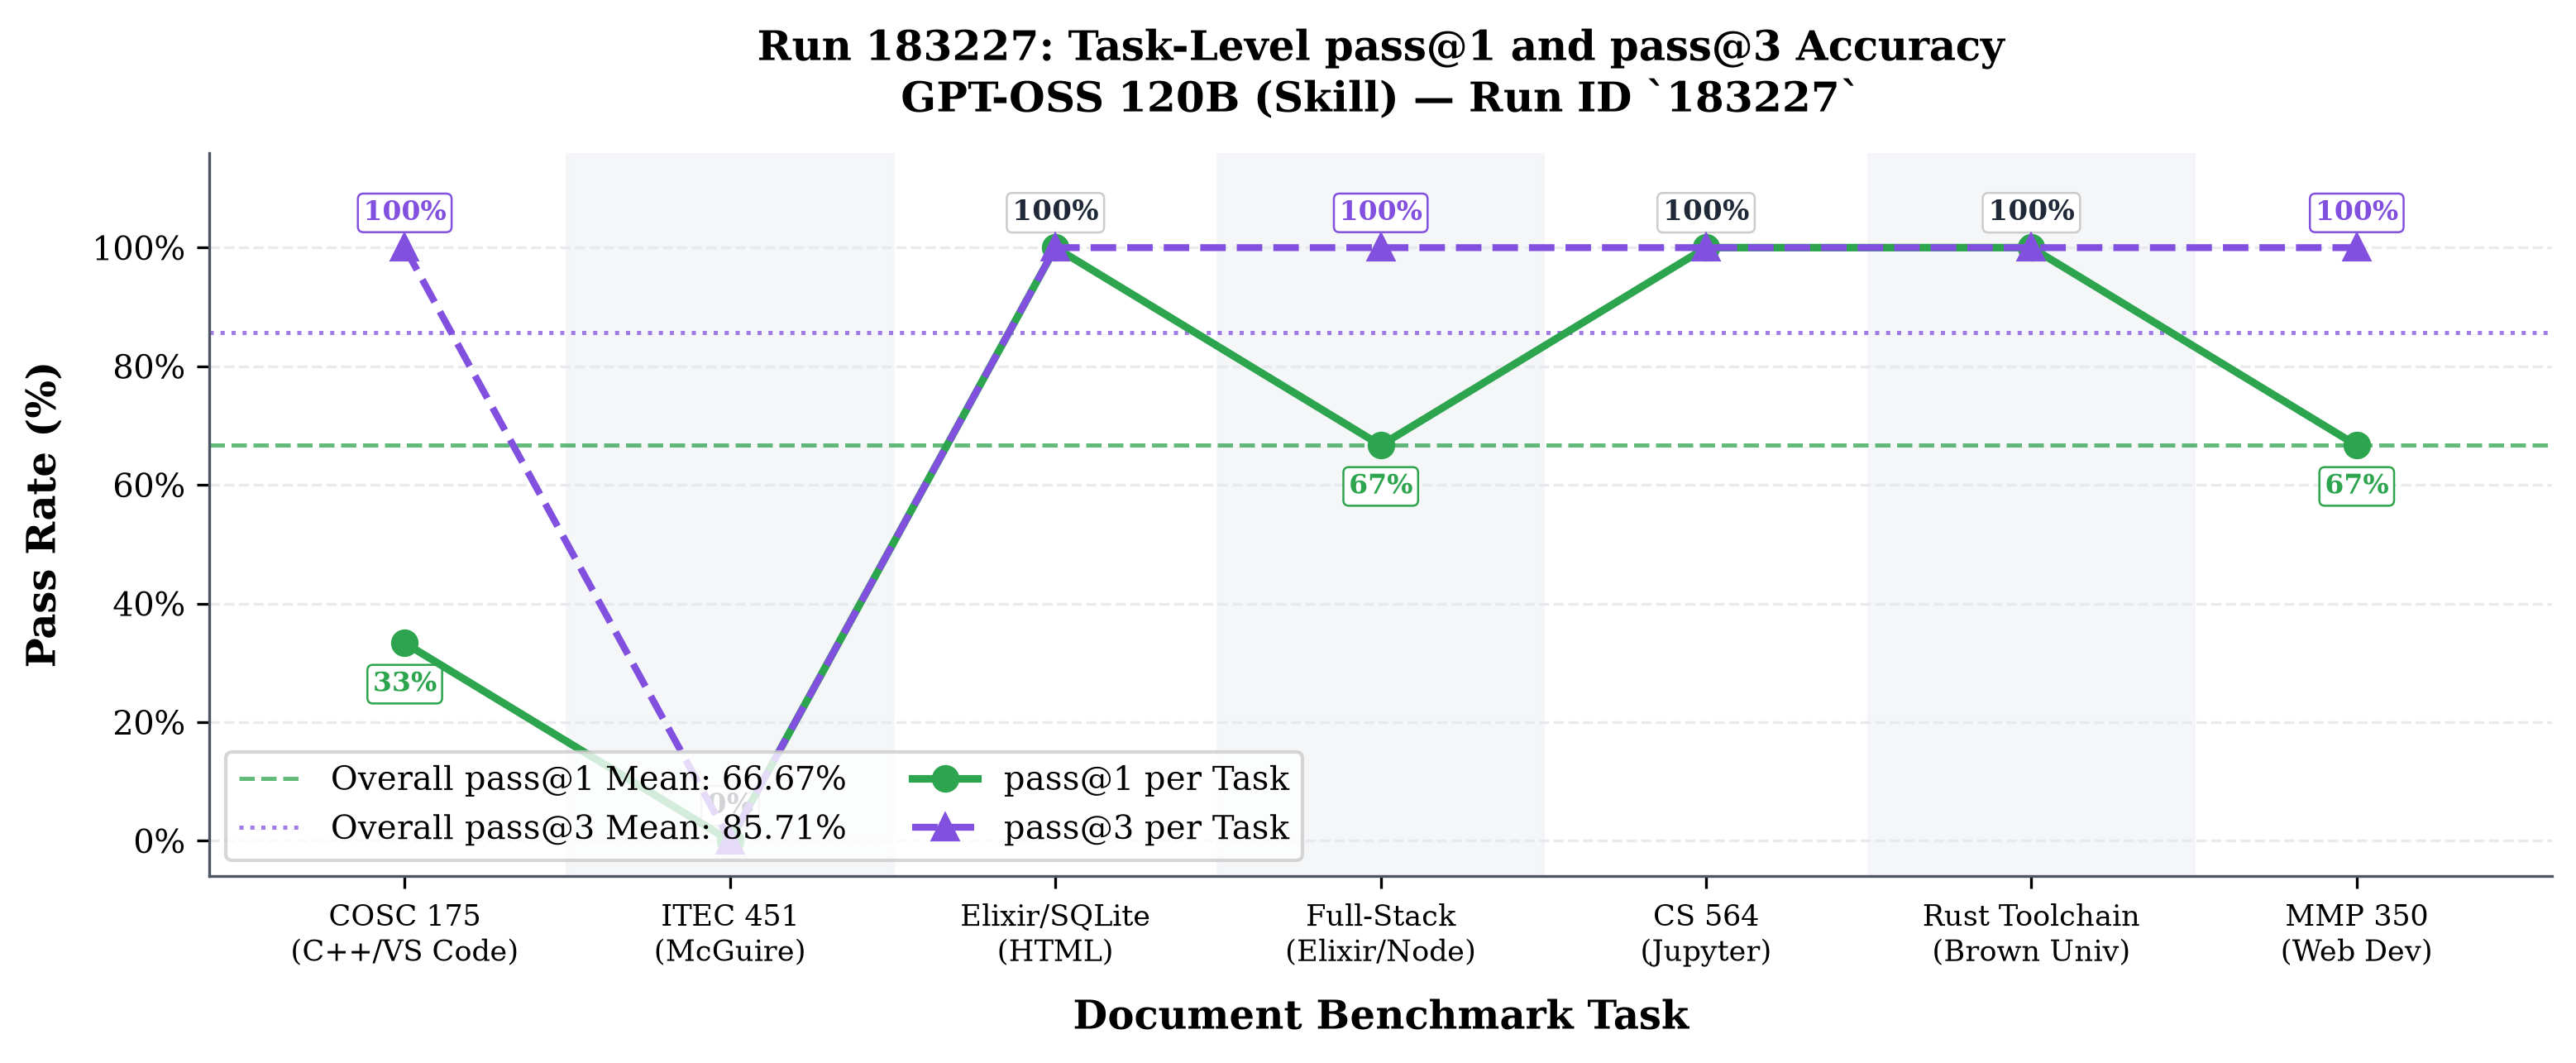 Run 183227: Task-Level pass@1 and pass@3 Accuracy
GPT-OSS 120B (Skill) — Run ID `183227`
Pass Rate (%)
100%
80%
60%
40%
20%
0%
100%
33%
0%
100%
100%
67%
100%
100%
100%
67%
Overall pass@1 Mean: 66.67%
Overall pass@3 Mean: 85.71%
pass@1 per Task
pass@3 per Task
COSC 175
(C++/VS Code)
ITEC 451
(McGuire)
Elixir/SQLite
(HTML)
Full-Stack
(Elixir/Node)
CS 564
(Jupyter)
Rust Toolchain
(Brown Univ)
MMP 350
(Web Dev)
Document Benchmark Task